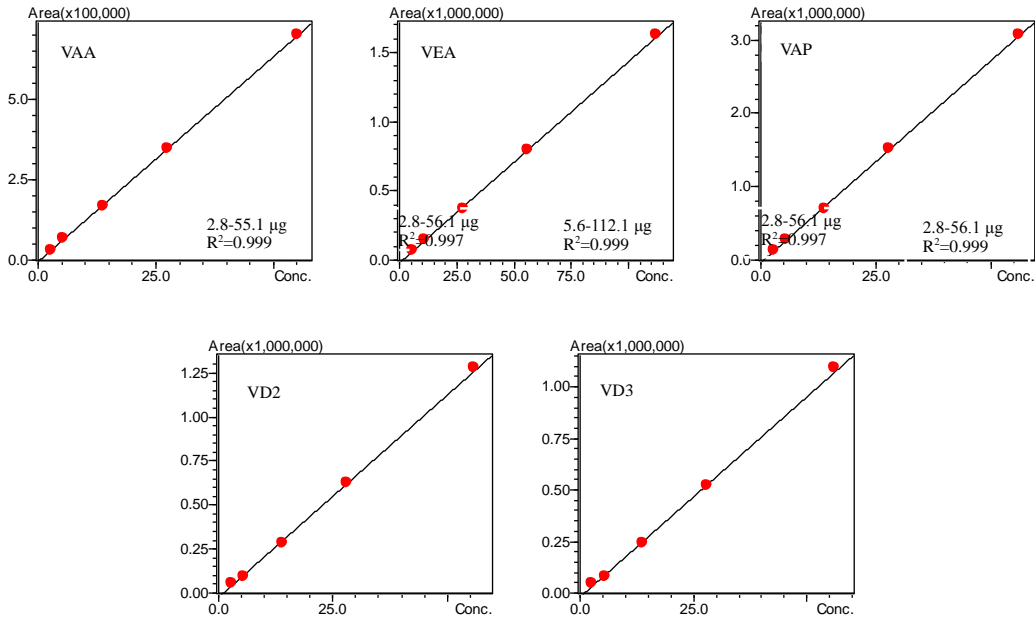 Area(x100,000)
VAA
5.0
2.5
0.0
2.8-55.1 µg
R²=0.999
0.0
25.0
Conc.
Area(x1,000,000)
VEA
1.5
1.0
0.5
0.0
2.8-56.1 µg
R²=0.997
5.6-112.1 µg
R²=0.999
0.0
25.0
50.0
75.0
Conc.
Area(x1,000,000)
VAP
3.0
2.0
1.0
0.0
2.8-56.1 µg
R²=0.997
2.8-56.1 µg
R²=0.999
0.0
25.0
Conc.
Area(x1,000,000)
VD2
1.25
1.00
0.75
0.50
0.25
0.00
0.0
25.0
Conc.
Area(x1,000,000)
VD3
1.00
0.75
0.50
0.25
0.00
0.0
25.0
Conc.